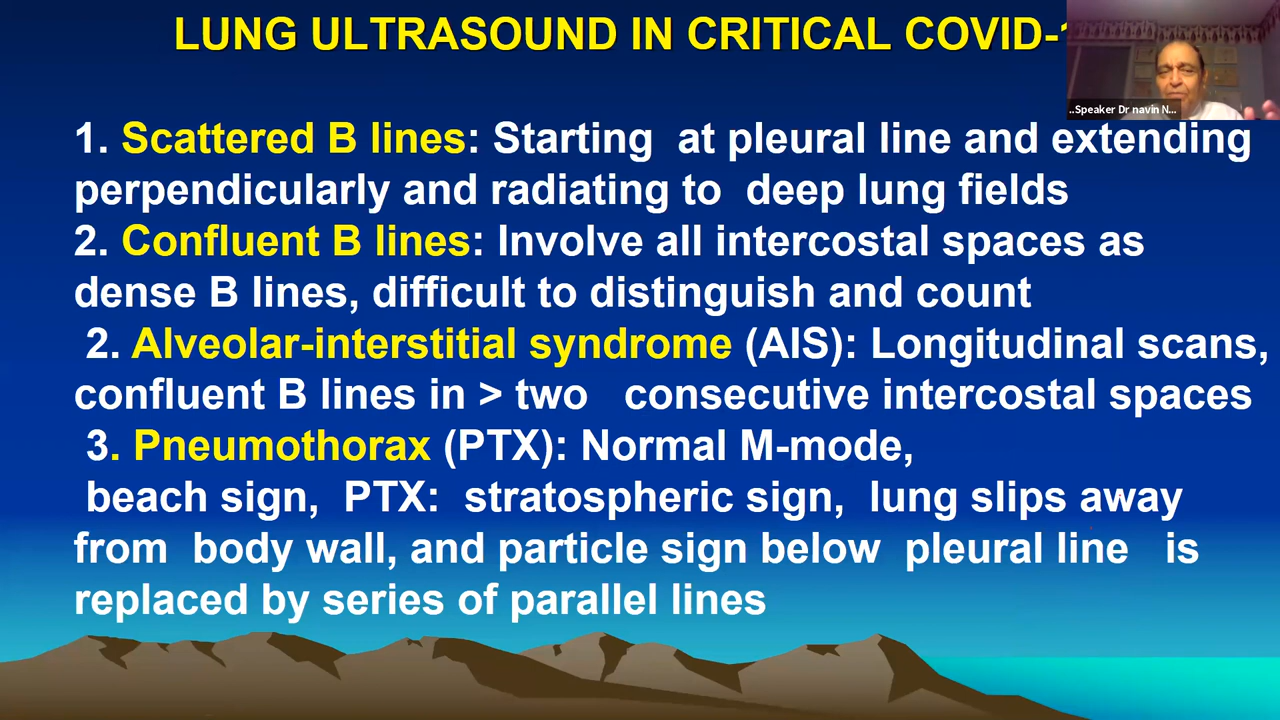 LUNG ULTRASOUND IN CRITICAL COVID-
..Speaker Dr navin N...
1. Scattered B lines: Starting at pleural line and extending
perpendicularly and radiating to deep lung fields
2. Confluent B lines: Involve all intercostal spaces as
dense B lines, difficult to distinguish and count
2. Alveolar-interstitial syndrome (AIS): Longitudinal scans,
confluent B lines in > two consecutive intercostal spaces
3. Pneumothorax (PTX): Normal M-mode,
beach sign, PTX: stratospheric sign, lung slips away
from body wall, and particle sign below pleural line is
replaced by series of parallel lines